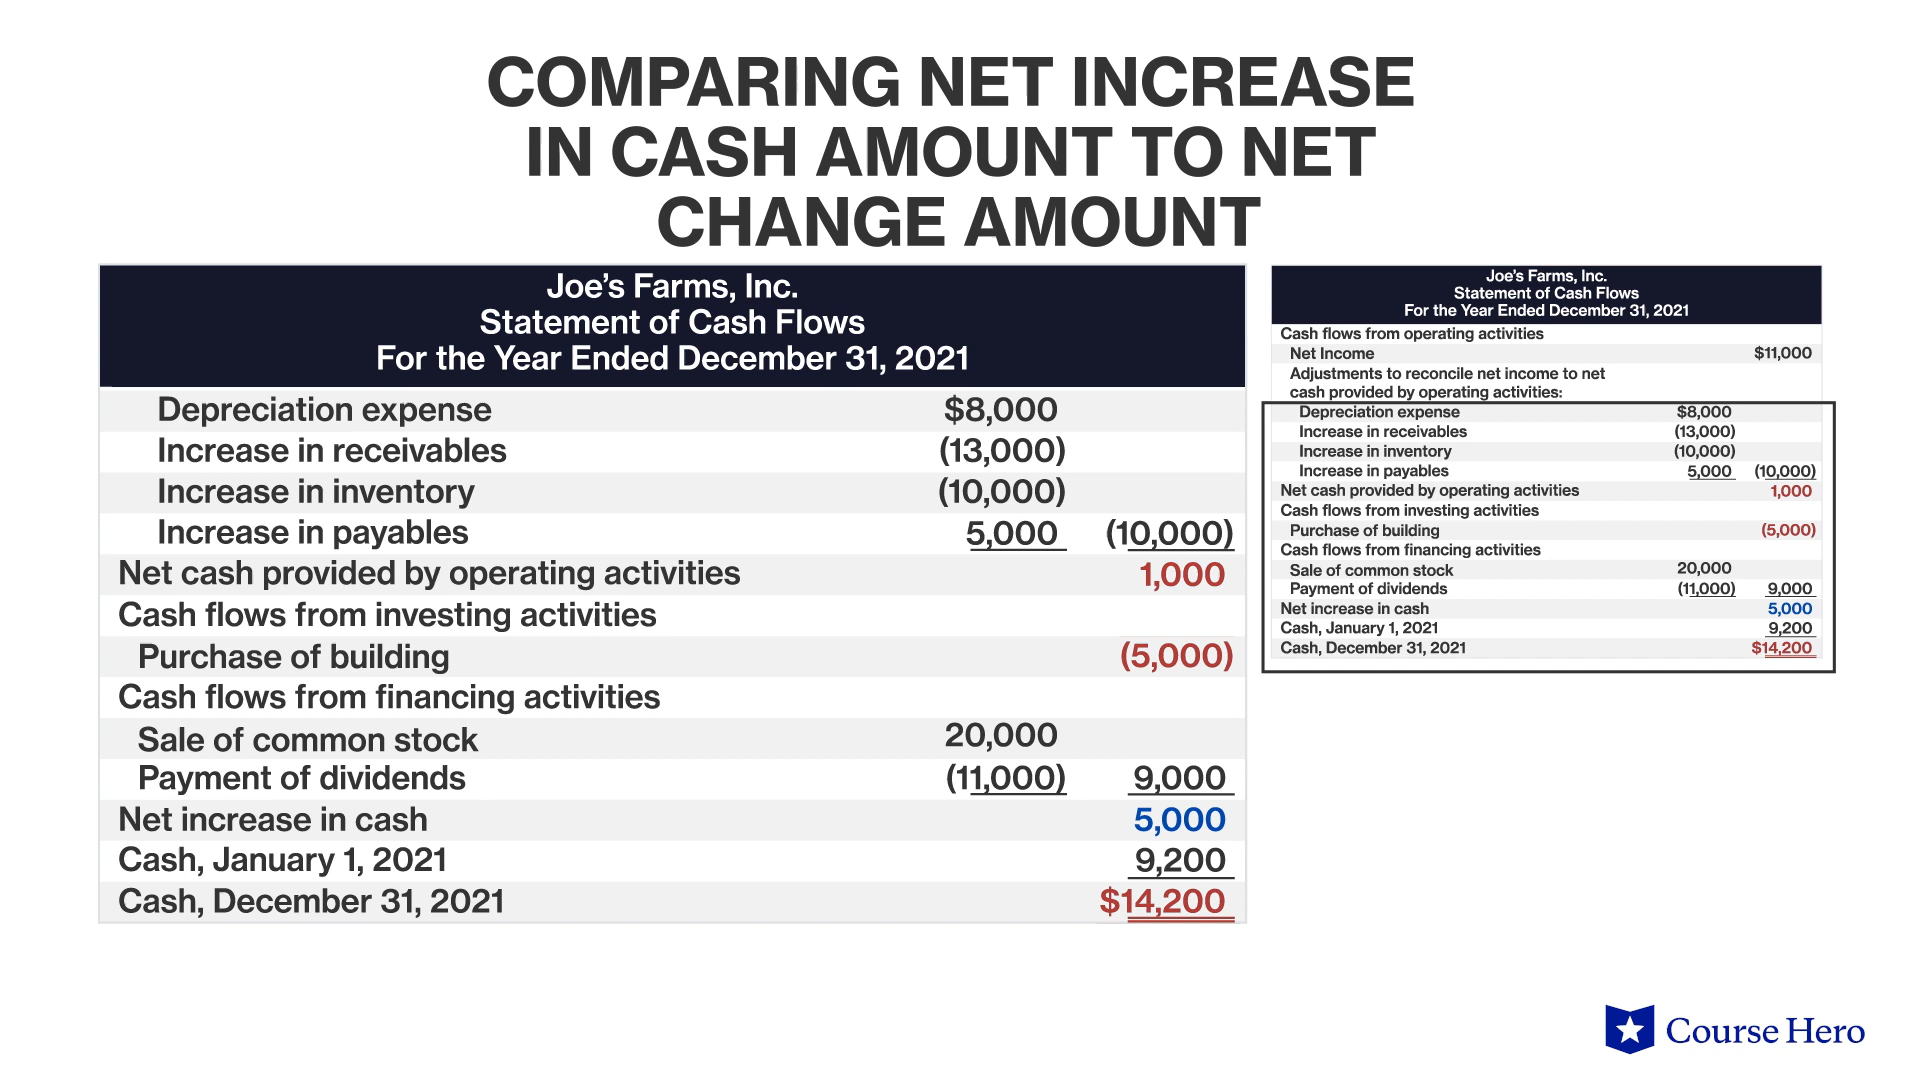 COMPARING NET INCREASE
IN CASH AMOUNT TO NET
CHANGE AMOUNT
Joe’s Farms, Inc.
Statement of Cash Flows
For the Year Ended December 31, 2021
Depreciation expense $8,000
Increase in receivables (13,000)
Increase in inventory (10,000)
Increase in payables 5,000 (10,000)
Net cash provided by operating activities 1,000
Cash flows from investing activities
Purchase of building (5,000)
Cash flows from financing activities
Sale of common stock 20,000
Payment of dividends (11,000) 9,000
Net increase in cash 5,000
Cash, January 1, 2021 9,200
Cash, December 31, 2021 $14,200
Joe’s Farms, Inc.
Statement of Cash Flows
For the Year Ended December 31, 2021
Cash flows from operating activities
Net Income $11,000
Adjustments to reconcile net income to net
cash provided by operating activities:
Depreciation expense $8,000
Increase in receivables (13,000)
Increase in inventory (10,000)
Increase in payables 5,000 (10,000)
Net cash provided by operating activities 1,000
Cash flows from investing activities
Purchase of building (5,000)
Cash flows from financing activities
Sale of common stock 20,000
Payment of dividends (11,000) 9,000
Net increase in cash 5,000
Cash, January 1, 2021 9,200
Cash, December 31, 2021 $14,200
Course Hero